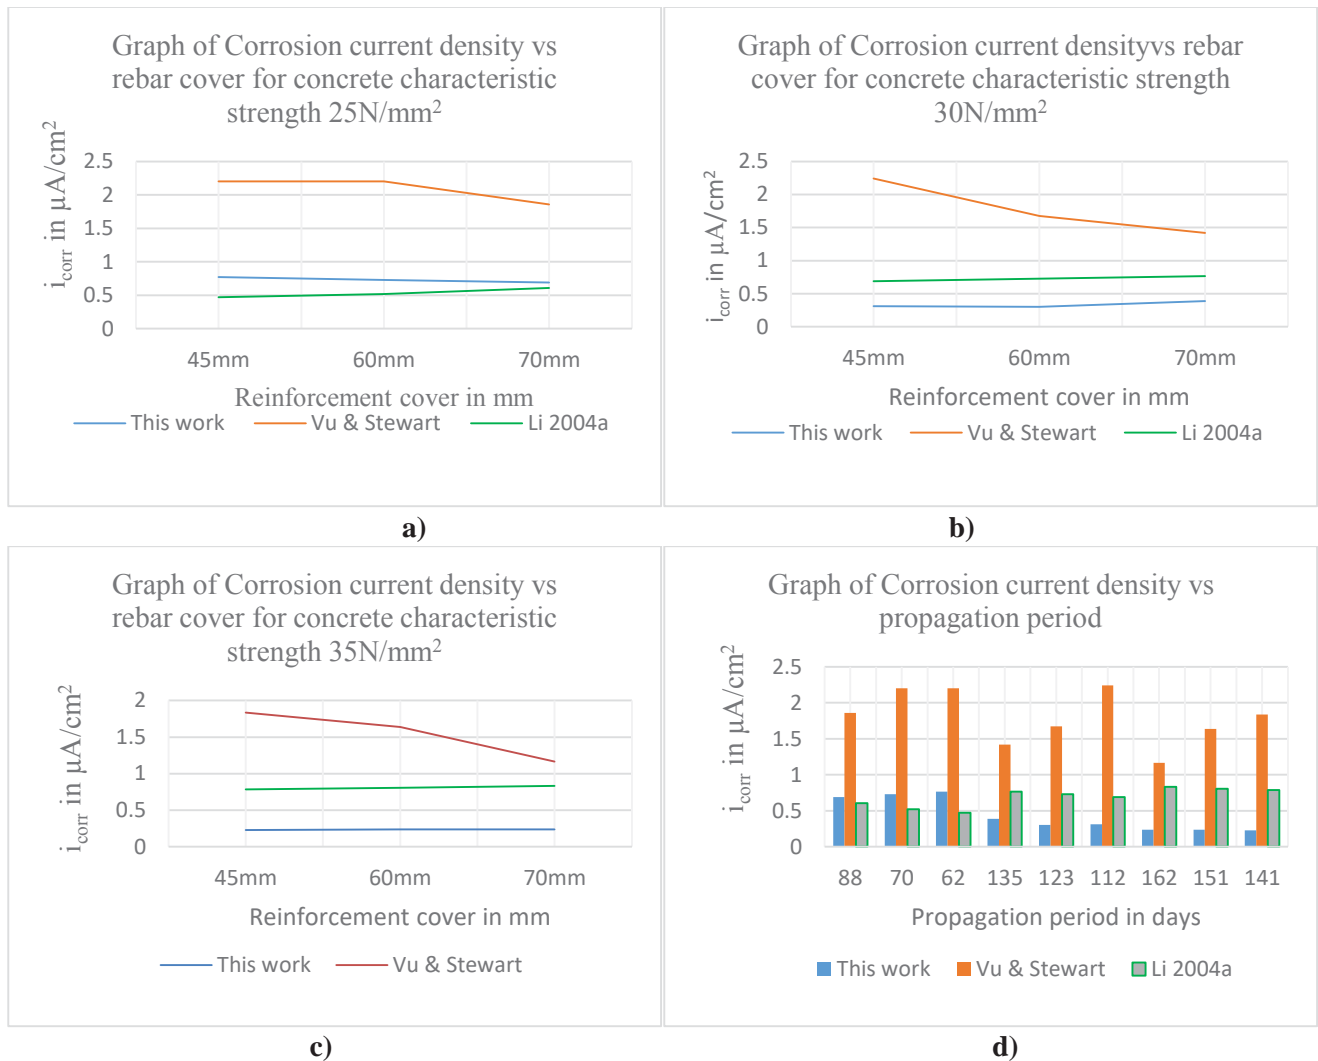 Graph of Corrosion current density vs
rebar cover for concrete characteristic
strength 25N/mm²
i_corr in µA/cm²
2.5
2
1.5
1
0.5
0
45mm 60mm 70mm
Reinforcement cover in mm
This work Vu & Stewart Li 2004a
a)
Graph of Corrosion current densityvs rebar
cover for concrete characteristic strength
30N/mm²
i_corr in µA/cm²
2.5
2
1.5
1
0.5
0
45mm 60mm 70mm
Reinforcement cover in mm
This work Vu & Stewart Li 2004a
b)
Graph of Corrosion current density vs
rebar cover for concrete characteristic
strength 35N/mm²
i_corr in µA/cm²
2
1.5
1
0.5
0
45mm 60mm 70mm
Reinforcement cover in mm
This work Vu & Stewart
c)
Graph of Corrosion current density vs
propagation period
i_corr in µA/cm²
2.5
2
1.5
1
0.5
0
88 70 62 135 123 112 162 151 141
Propagation period in days
This work Vu & Stewart Li 2004a
d)